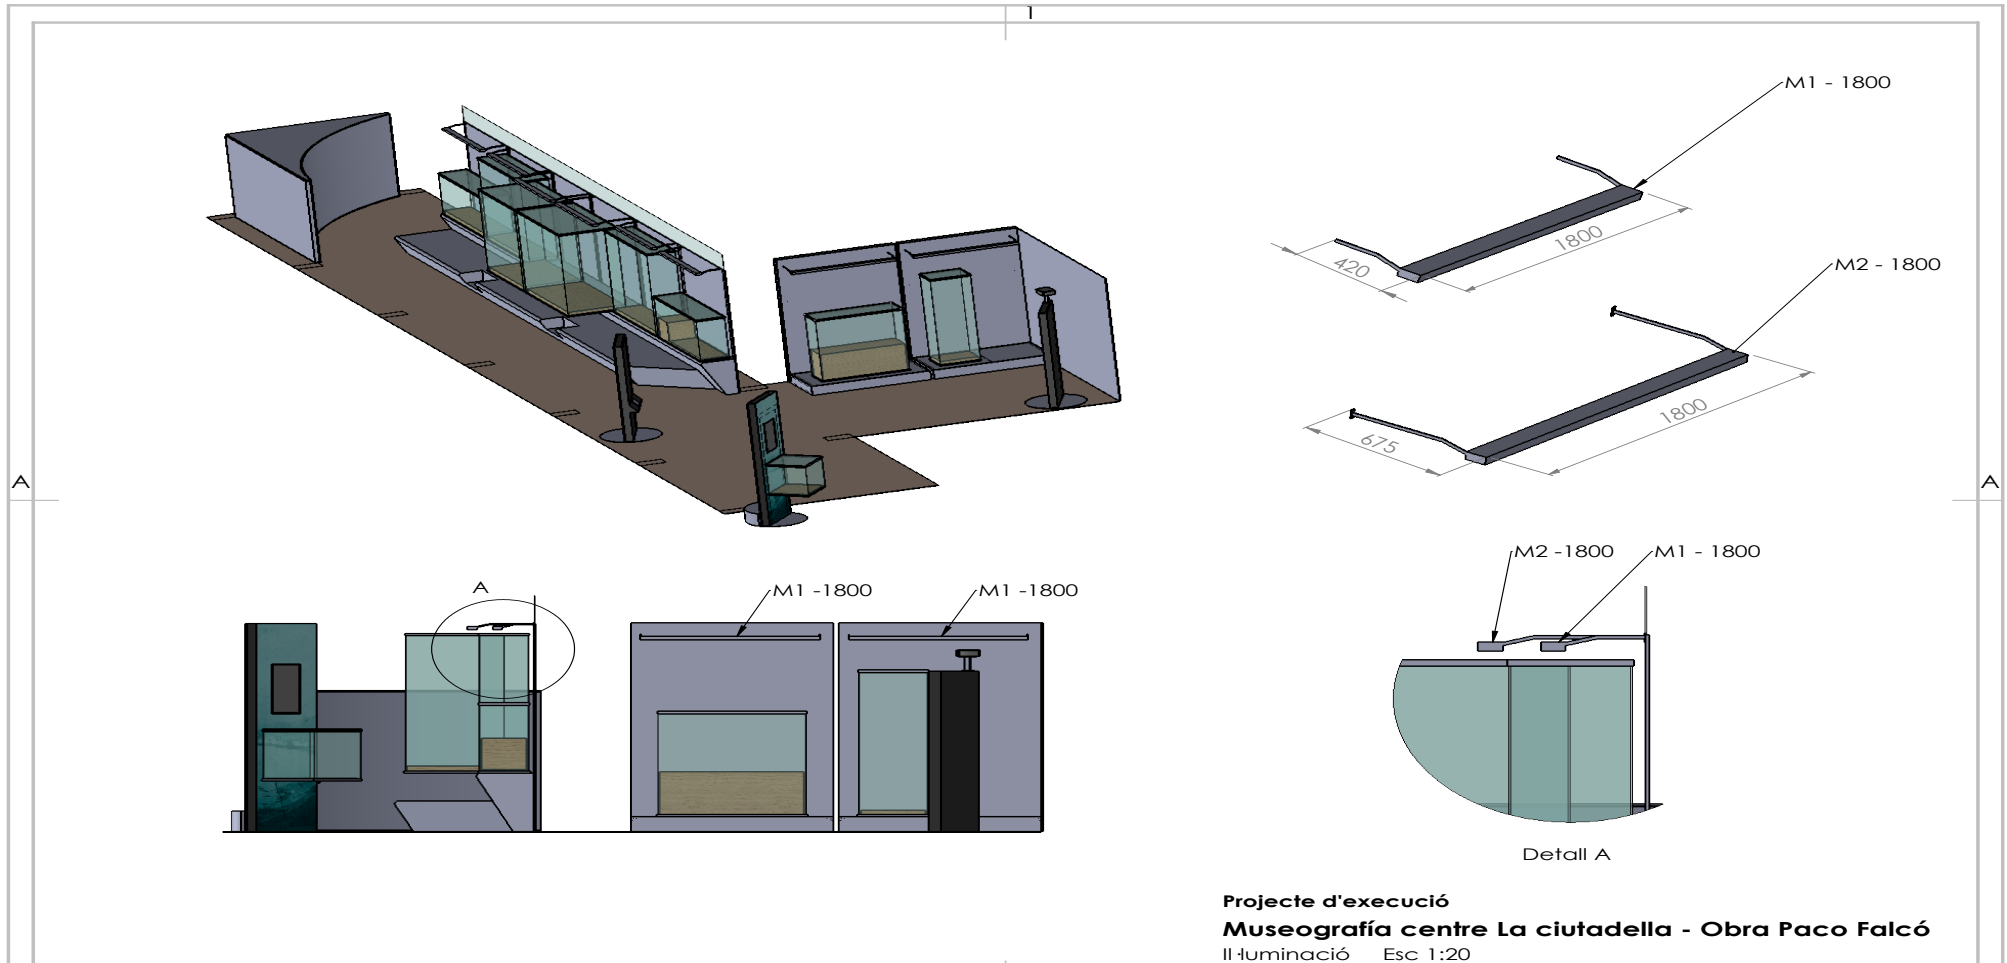 1
M1 - 1800
1800
420
M2 - 1800
1800
675
A
A
M2 -1800
M1 - 1800
A
M1 -1800
M1 -1800
Detall A
Projecte d'execució
Museografía centre La ciutadella - Obra Paco Falcó
Il·luminació Esc 1:20